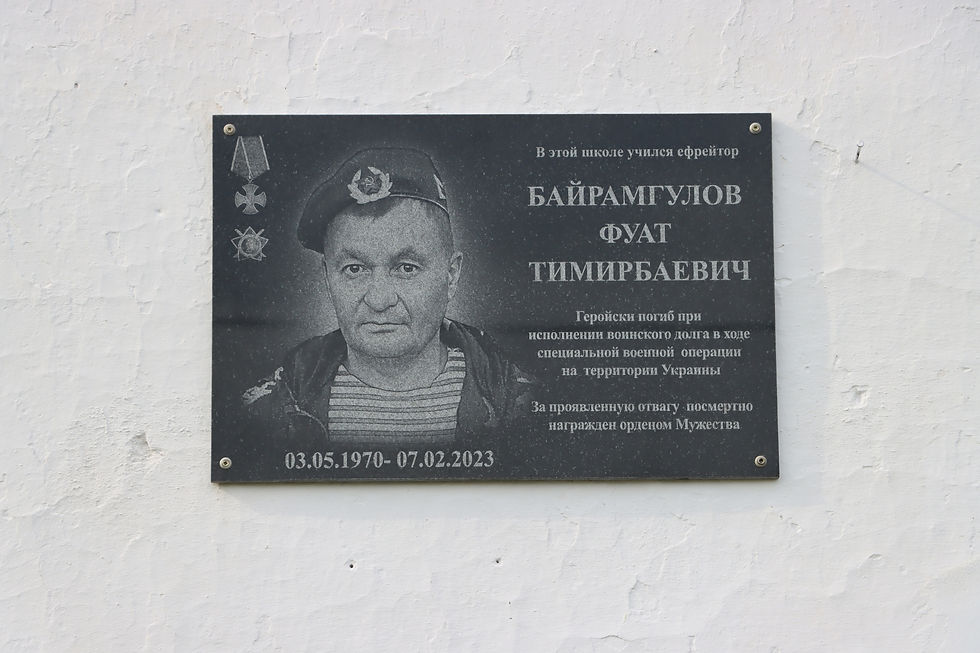 В этой школе учился ефрейтор
БАЙРАМГУЛОВ
ФУАТ
ТИМИРБАЕВИЧ
Геройски погиб при
исполнении воинского долга в ходе
специальной военной операции
на территории Украины
За проявленную отвагу посмертно
награжден орденом Мужества
03.05.1970- 07.02.2023